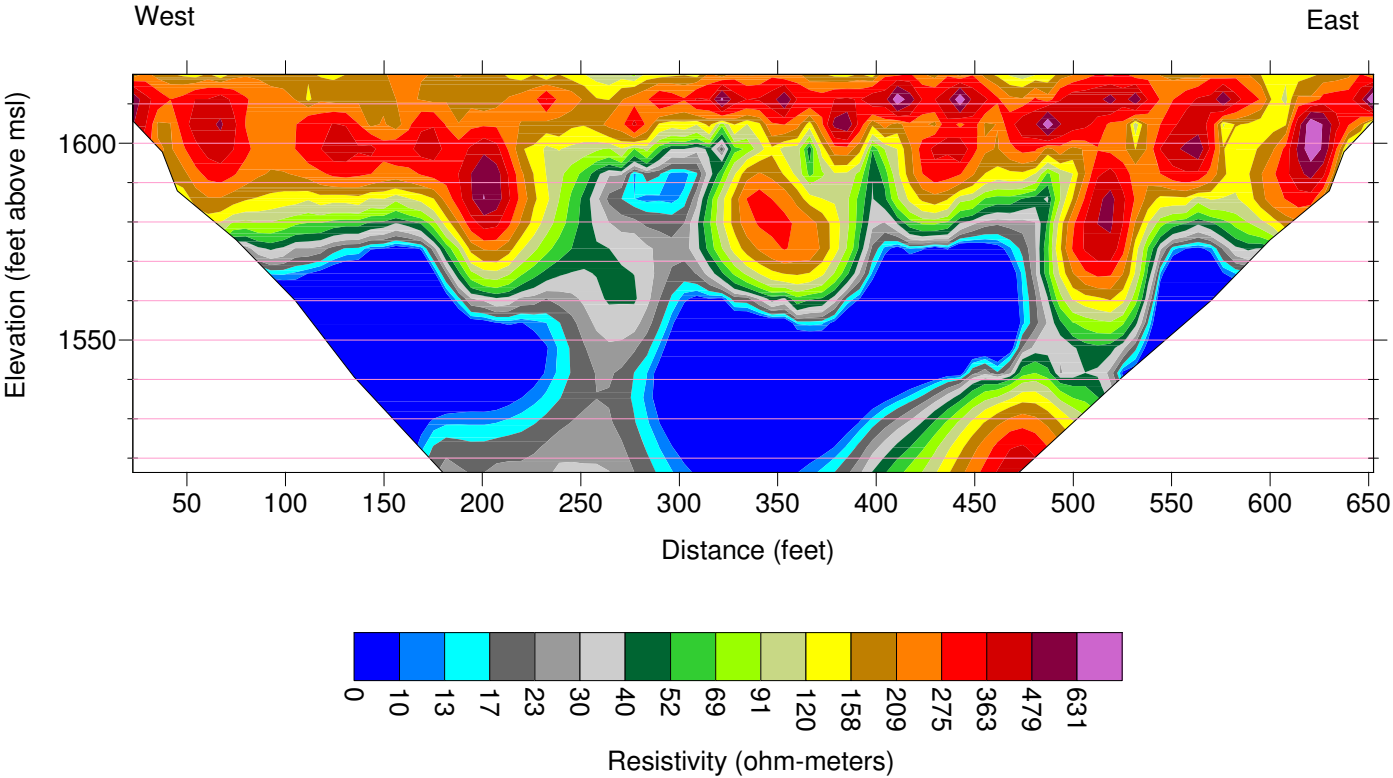 West East
Elevation (feet above msl)
1600
1550
50 100 150 200 250 300 350 400 450 500 550 600 650
Distance (feet)
0 10 13 17 23 30 40 52 69 91 120 158 209 275 363 479 631
Resistivity (ohm-meters)